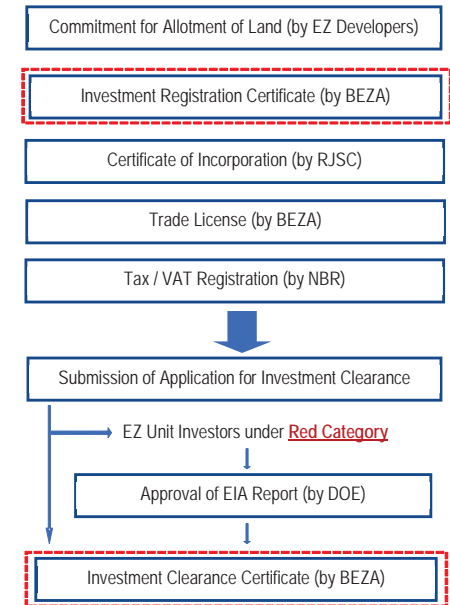 Commitment for Allotment of Land (by EZ Developers)
Investment Registration Certificate (by BEZA)
Certificate of Incorporation (by RJSC)
Trade License (by BEZA)
Tax / VAT Registration (by NBR)
Submission of Application for Investment Clearance
EZ Unit Investors under Red Category
Approval of EIA Report (by DOE)
Investment Clearance Certificate (by BEZA)